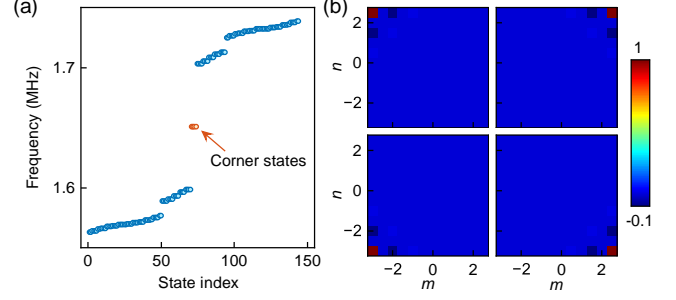 (a)
Frequency (MHz)
1.7
1.6
Corner states
0 50 100 150
State index
(b)
n
2
0
−2
n
2
0
−2
−2 0 2
m
−2 0 2
m
1
-0.1